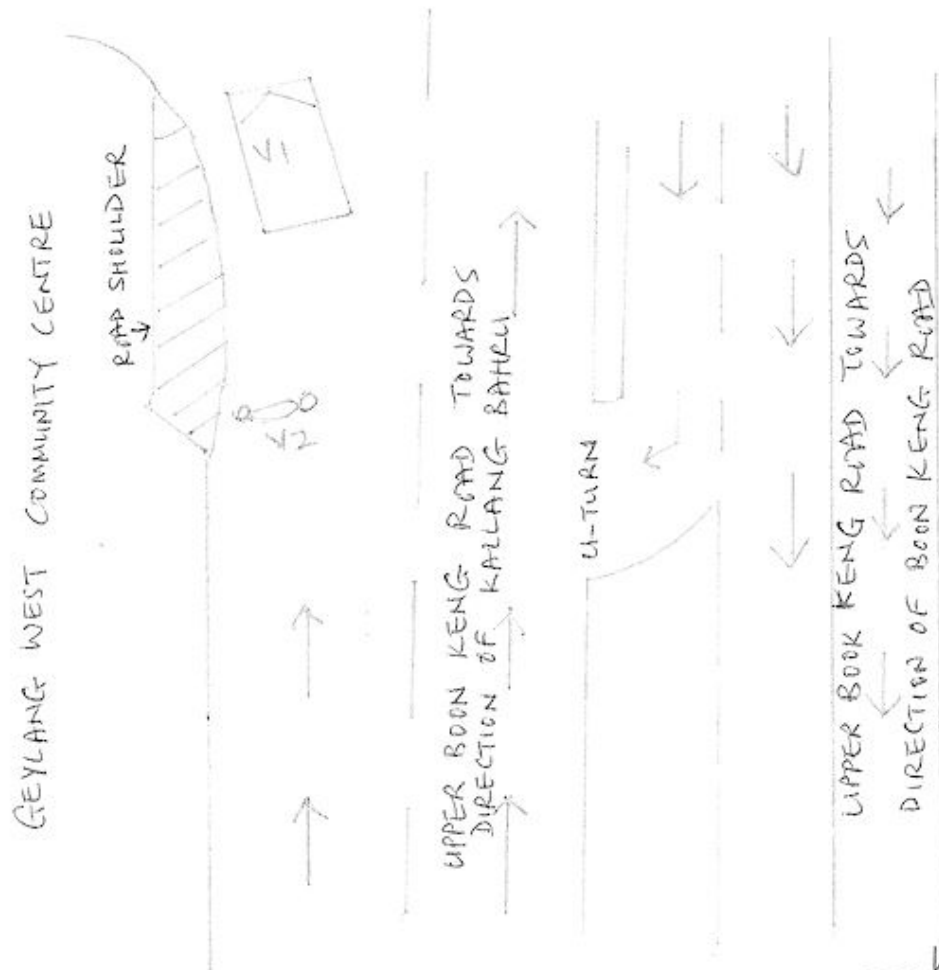 GEYLANG WEST COMMUNITY CENTRE
ROAD SHOULDER
V1
V2
UPPER BOON KENG ROAD TOWARDS
DIRECTION OF KALLANG BAHRU
U-TURN
UPPER BOOK KENG ROAD TOWARDS
DIRECTION OF BOON KENG ROAD